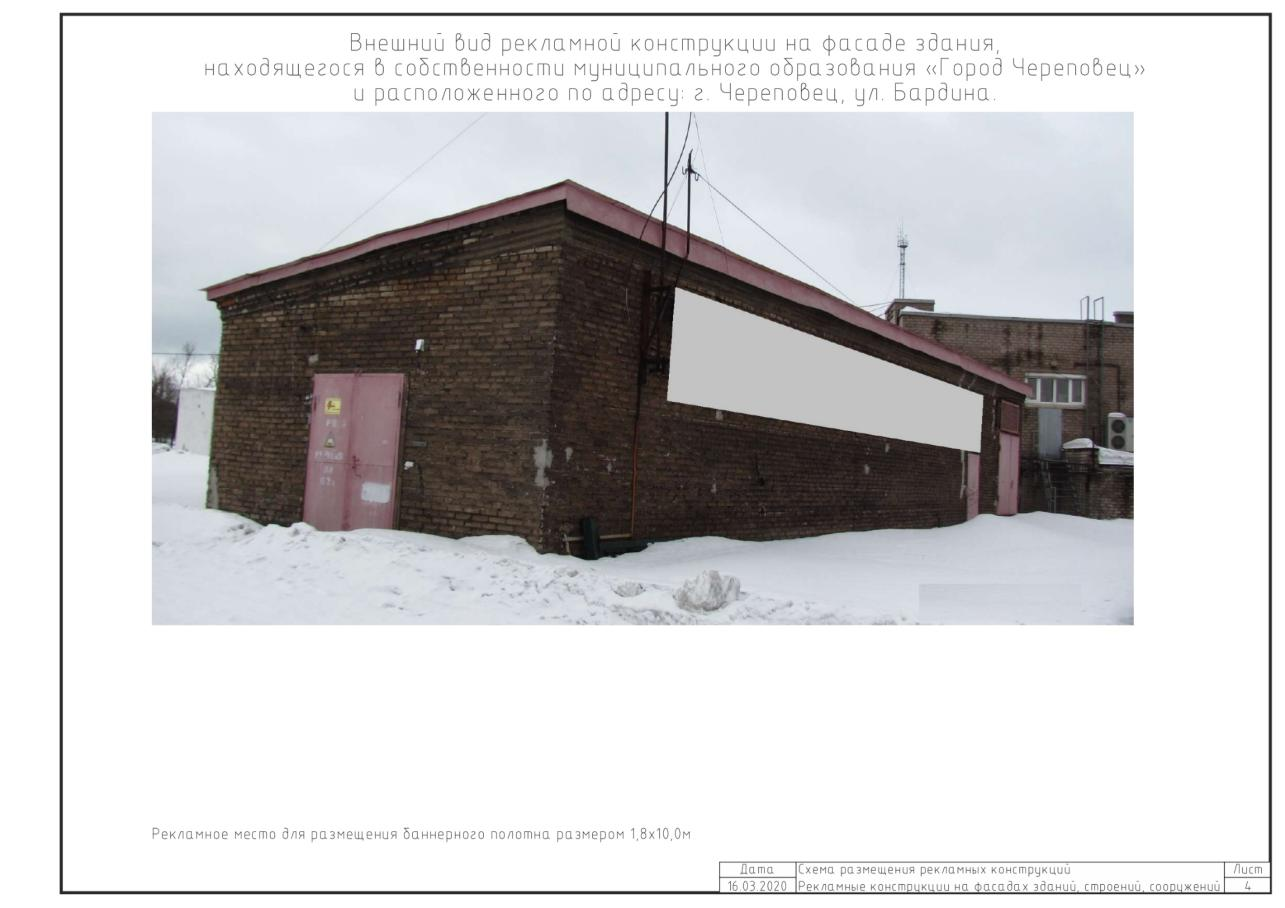 Внешний вид рекламной конструкции на фасаде здания,
находящегося в собственности муниципального образования «Город Череповец»
и расположенного по адресу: г. Череповец, ул. Бардина.
Рекламное место для размещения баннерного полотна размером 1,8х10,0м
Дата
Схема размещения рекламных конструкций
Лист
16.03.2020
Рекламные конструкции на фасадах зданий, строений, сооружений
4